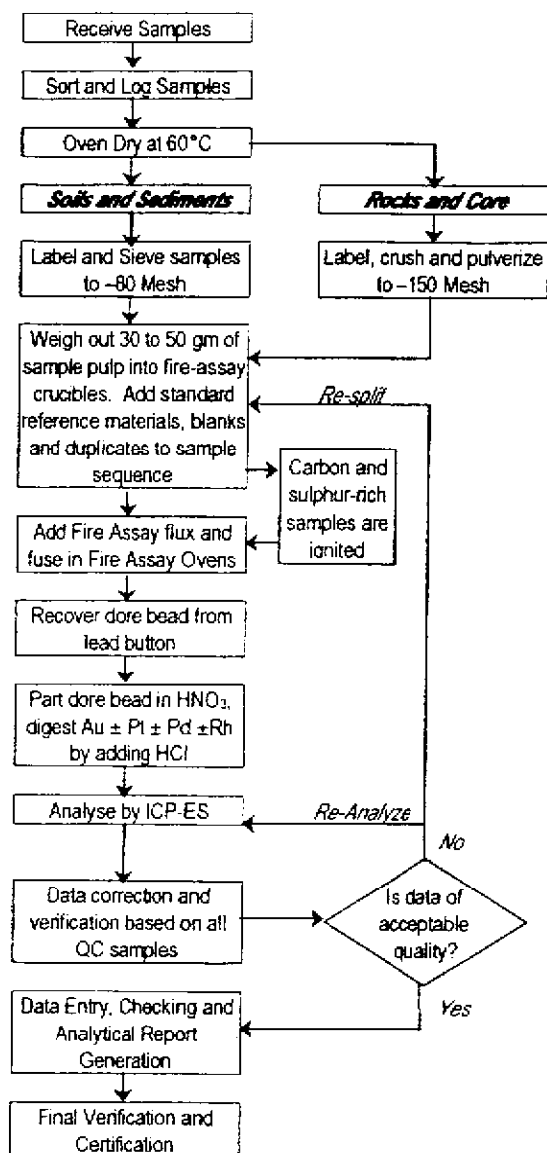 Receive Samples
Sort and Log Samples
Oven Dry at 60°C
Soils and Sediments
Rocks and Core
Label and Sieve samples
to -80 Mesh
Label, crush and pulverize
to -150 Mesh
Weigh out 30 to 50 gm of
sample pulp into fire-assay
crucibles. Add standard
reference materials, blanks
and duplicates to sample
sequence
Re-split
Carbon and
sulphur-rich
samples are
ignited
Add Fire Assay flux and
fuse in Fire Assay Ovens
Recover dore bead from
lead button
Part dore bead in HNO₃,
digest Au ± Pt ± Pd ±Rh
by adding HCl
Analyse by ICP-ES
Re-Analyze
No
Data correction and
verification based on all
QC samples
Is data of
acceptable
quality?
Yes
Data Entry, Checking and
Analytical Report
Generation
Final Verification and
Certification